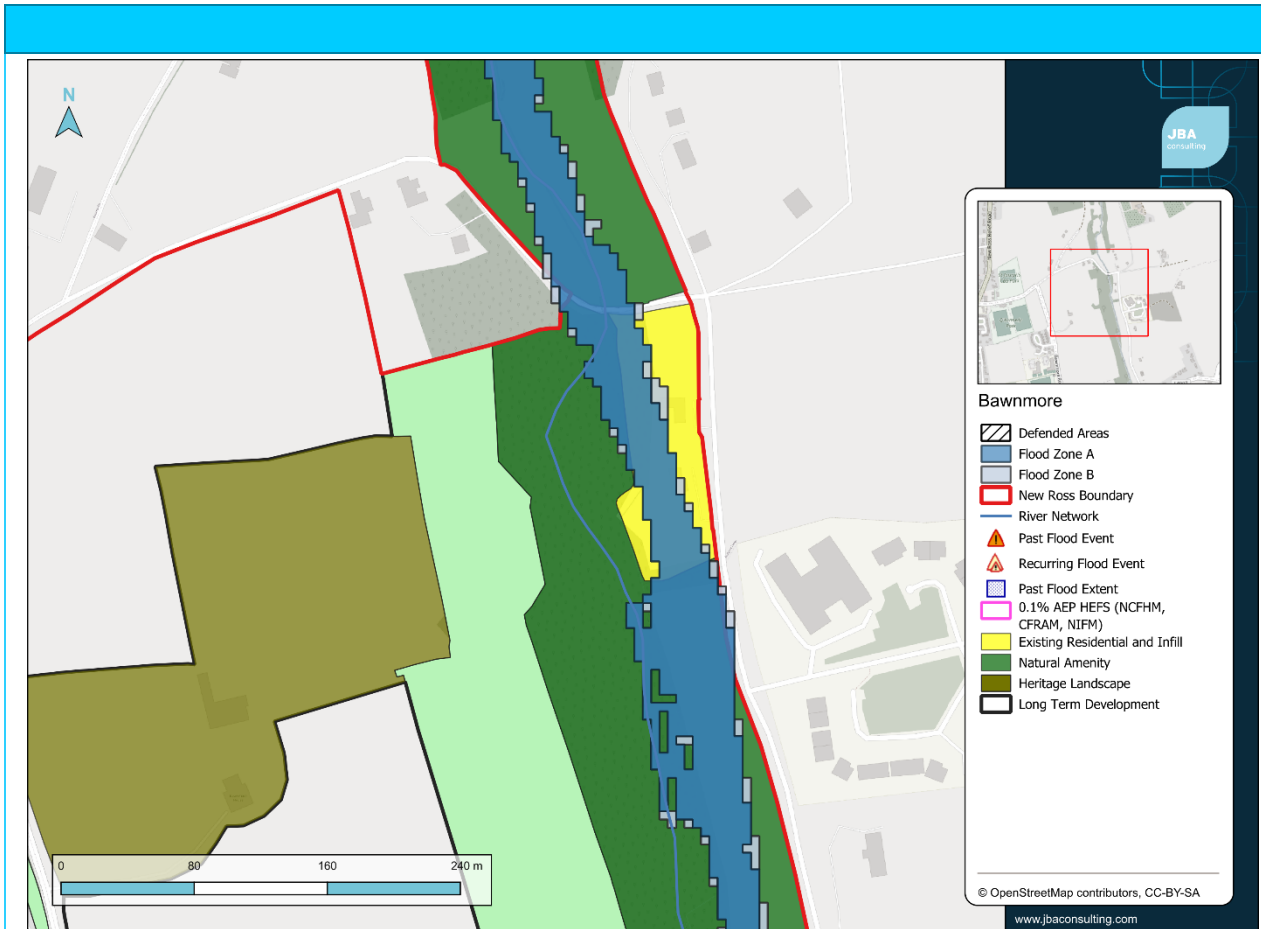 N
JBA
consulting
Bawnmore
Defended Areas
Flood Zone A
Flood Zone B
New Ross Boundary
River Network
Past Flood Event
Recurring Flood Event
Past Flood Extent
0.1% AEP HEFS (NCFHM,
CFRAM, NIFM)
Existing Residential and Infill
Natural Amenity
Heritage Landscape
Long Term Development
0 80 160 240 m
© OpenStreetMap contributors, CC-BY-SA
www.jbaconsulting.com